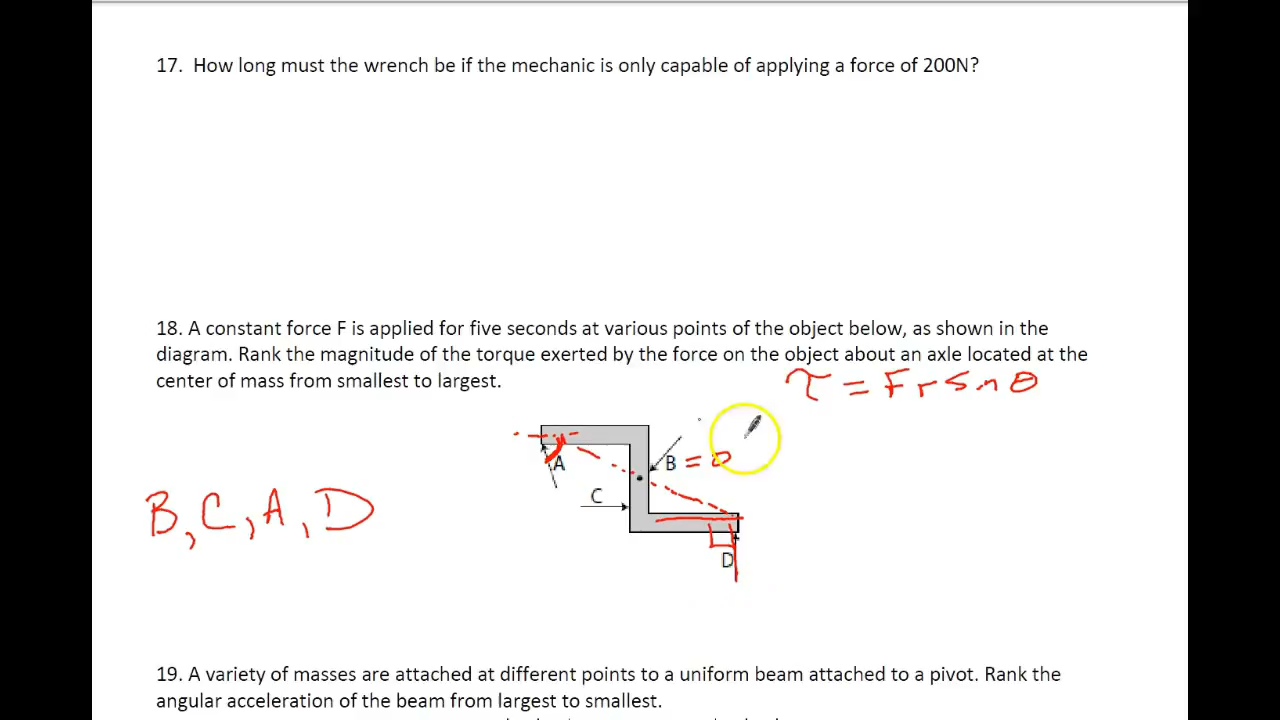 17. How long must the wrench be if the mechanic is only capable of applying a force of 200N?
18. A constant force F is applied for five seconds at various points of the object below, as shown in the
diagram. Rank the magnitude of the torque exerted by the force on the object about an axle located at the
center of mass from smallest to largest.
τ = Fr Sin θ
A
B = 0
C
B, C, A, D
D
19. A variety of masses are attached at different points to a uniform beam attached to a pivot. Rank the
angular acceleration of the beam from largest to smallest.